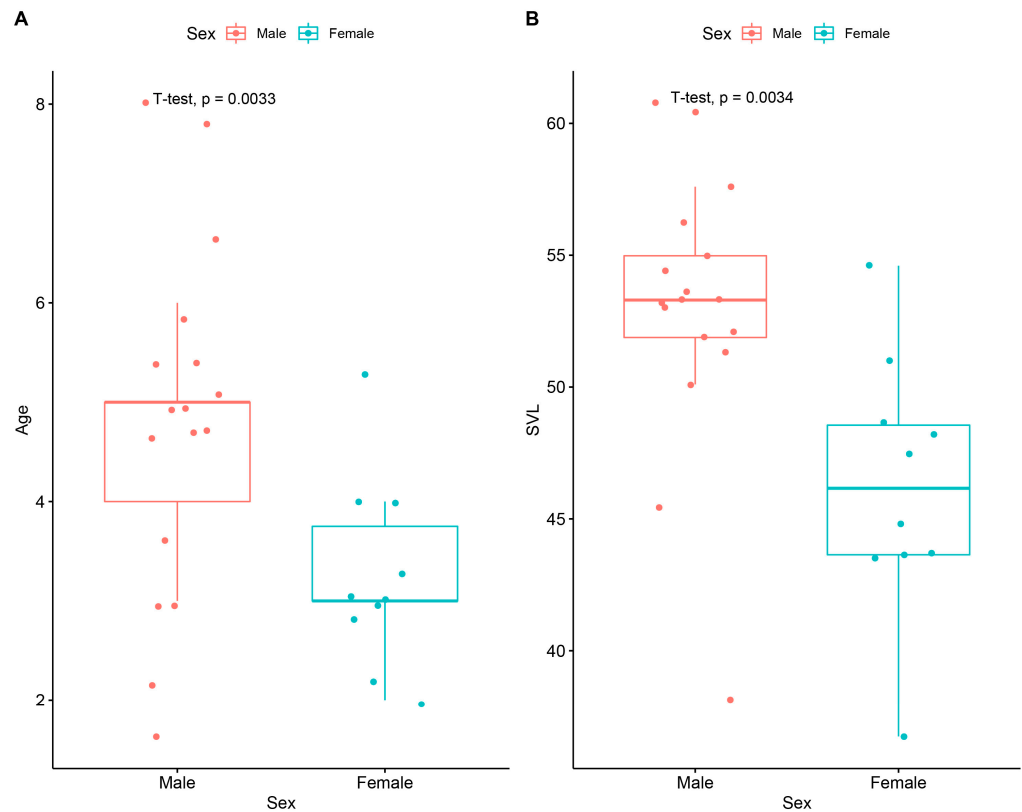 A
Sex Male Female
T-test, p = 0.0033
8
6
4
2
Age
Male Female
Sex
B
Sex Male Female
T-test, p = 0.0034
60
55
50
45
40
SVL
Male Female
Sex